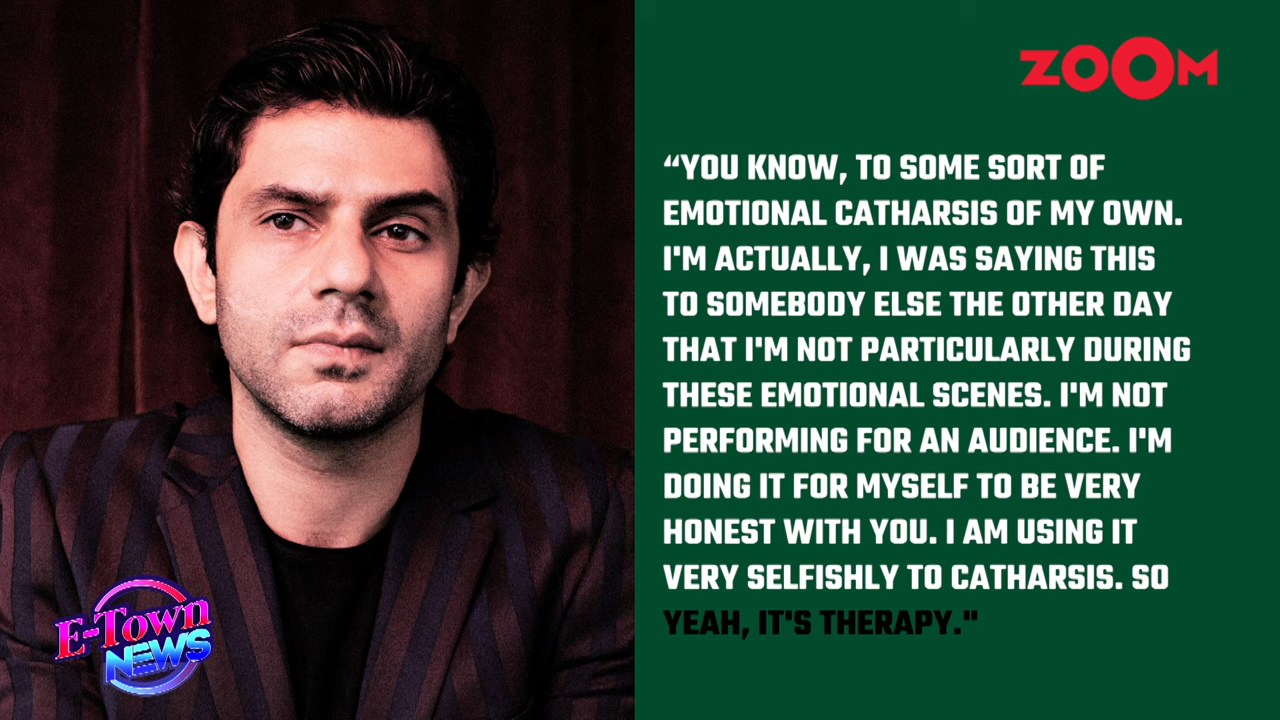 ZOOM
“YOU KNOW, TO SOME SORT OF
EMOTIONAL CATHARSIS OF MY OWN.
I'M ACTUALLY, I WAS SAYING THIS
TO SOMEBODY ELSE THE OTHER DAY
THAT I'M NOT PARTICULARLY DURING
THESE EMOTIONAL SCENES. I'M NOT
PERFORMING FOR AN AUDIENCE. I'M
DOING IT FOR MYSELF TO BE VERY
HONEST WITH YOU. I AM USING IT
VERY SELFISHLY TO CATHARSIS. SO
YEAH, IT'S THERAPY."
E-Town
NEWS